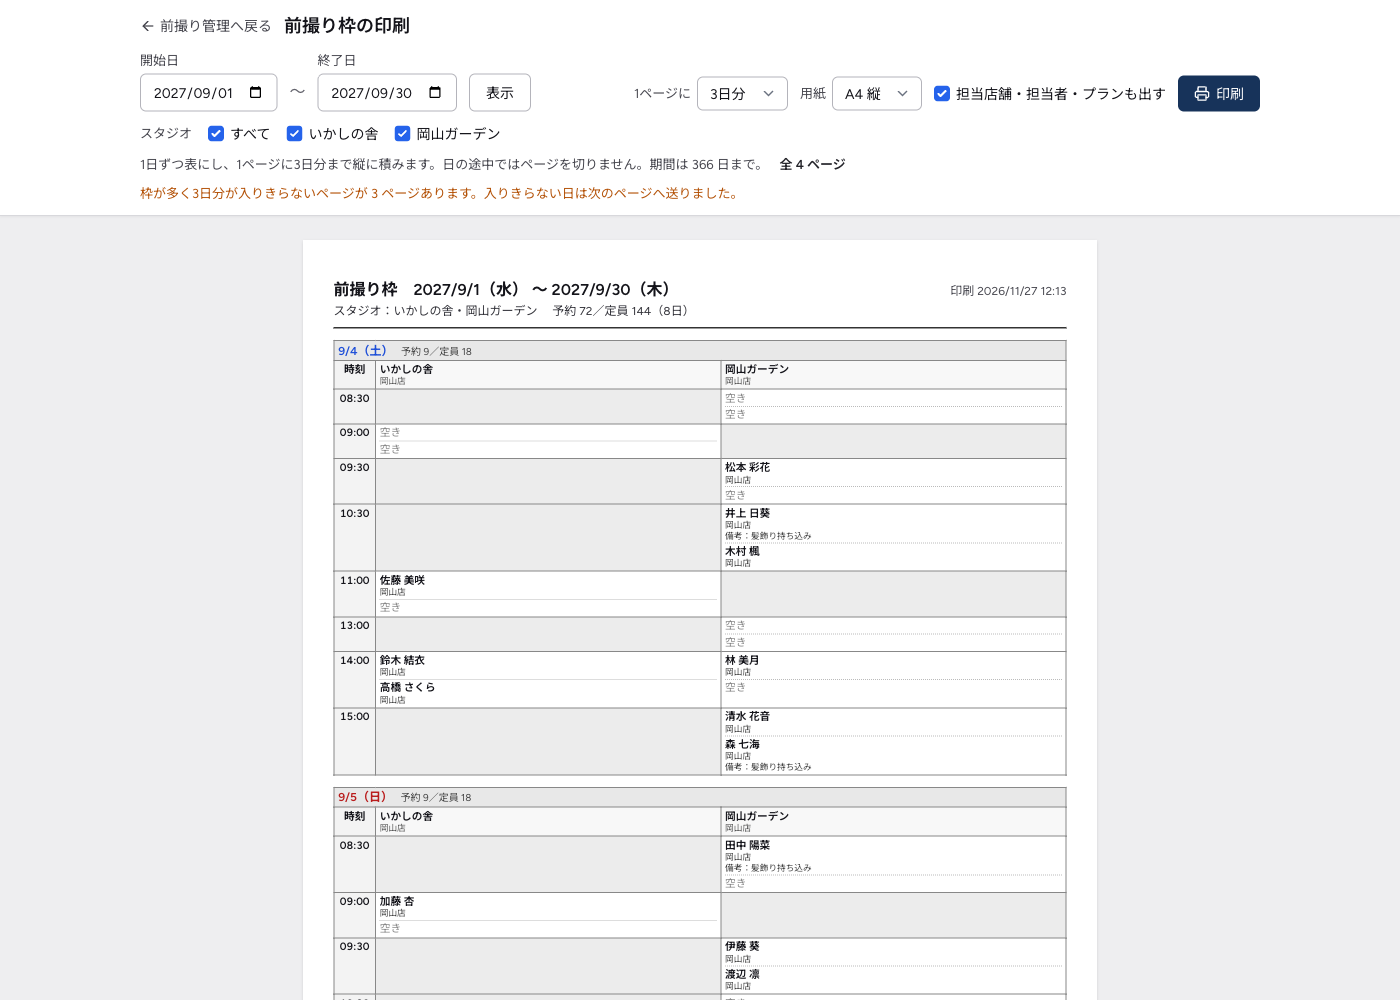 前撮り管理へ戻る 前撮り枠の印刷
開始日 終了日
2027/09/01 〜 2027/09/30 表示 1ページに 3日分 用紙 A4 縦 担当店舗・担当者・プランも出す 印刷
スタジオ すべて いかしの舎 岡山ガーデン
1日ずつ表にし、1ページに3日分まで縦に積みます。日の途中ではページを切りません。期間は 366 日まで。 全 4 ページ
枠が多く3日分が入りきらないページが 3 ページあります。入りきらない日は次のページへ送りました。
前撮り枠 2027/9/1（水） 〜 2027/9/30（木） 印刷 2026/11/27 12:13
スタジオ：いかしの舎・岡山ガーデン 予約 72／定員 144（8日）
9/4（土） 予約 9／定員 18
時刻 いかしの舎 岡山ガーデン
岡山店 岡山店
08:30 空き
空き
09:00 空き
空き
09:30 松本 彩花
岡山店
空き
10:30 井上 日葵
岡山店
備考：髪飾り持ち込み
木村 楓
岡山店
11:00 佐藤 美咲
岡山店
空き
13:00 空き
空き
14:00 鈴木 結衣 林 美月
岡山店 岡山店
高橋 さくら 空き
岡山店
15:00 清水 花音
岡山店
森 七海
岡山店
備考：髪飾り持ち込み
9/5（日） 予約 9／定員 18
時刻 いかしの舎 岡山ガーデン
岡山店 岡山店
08:30 田中 陽菜
岡山店
備考：髪飾り持ち込み
空き
09:00 加藤 杏
岡山店
空き
09:30 伊藤 葵
岡山店
渡辺 凛
岡山店